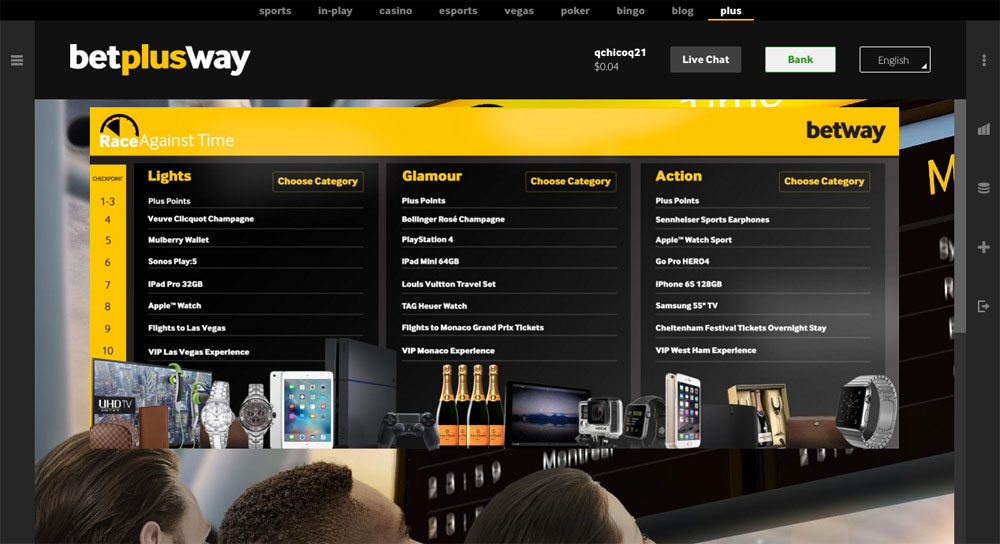 sports in-play casino esports vegas poker bingo blog plus
betplusway
qchicoq21
$0.04
Live Chat
Bank
English
Time
Race Against Time
betway
CHECKPOINT
1-3
4
5
6
7
8
9
10
Lights
Choose Category
Plus Points
Veuve Clicquot Champagne
Mulberry Wallet
Sonos Play:5
IPad Pro 32GB
Apple™ Watch
Flights to Las Vegas
VIP Las Vegas Experience
Glamour
Choose Category
Plus Points
Bollinger Rosé Champagne
PlayStation 4
IPad Mini 64GB
Louis Vuitton Travel Set
TAG Heuer Watch
Flights to Monaco Grand Prix Tickets
VIP Monaco Experience
Action
Choose Category
Plus Points
Sennheiser Sports Earphones
Apple™ Watch Sport
Go Pro HERO4
IPhone 6S 128GB
Samsung 55" TV
Cheltenham Festival Tickets Overnight Stay
VIP West Ham Experience
UHD TV
HERO
Montreal